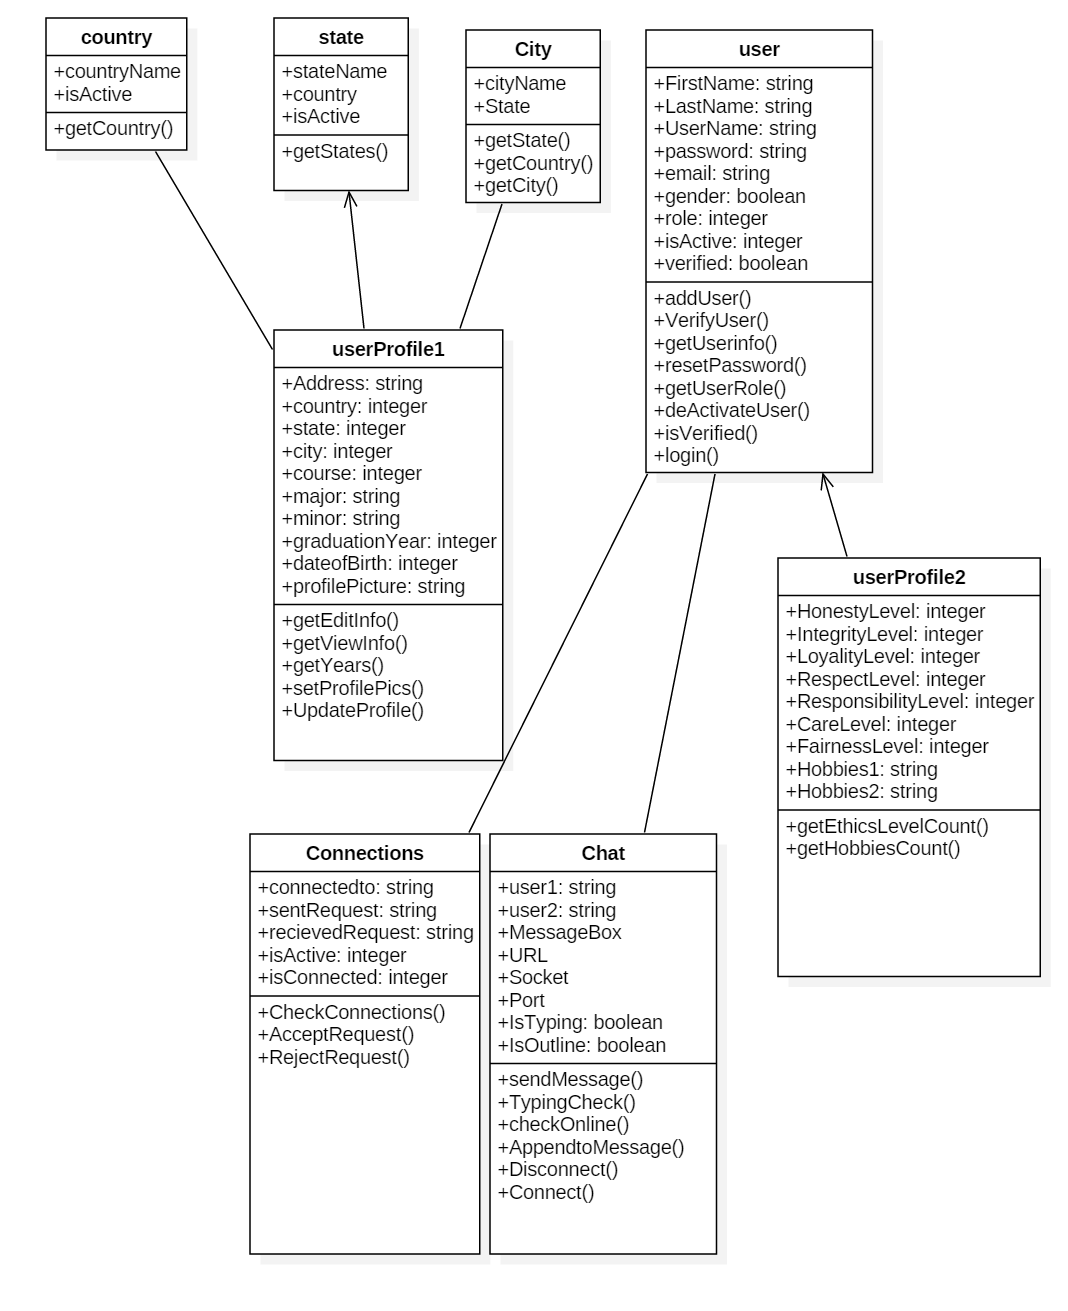 country
+countryName
+isActive
+getCountry()
state
+stateName
+country
+isActive
+getStates()
City
+cityName
+State
+getState()
+getCountry()
+getCity()
user
+FirstName: string
+LastName: string
+UserName: string
+password: string
+email: string
+gender: boolean
+role: integer
+isActive: integer
+verified: boolean
+addUser()
+VerifyUser()
+getUserinfo()
+resetPassword()
+getUserRole()
+deActivateUser()
+isVerified()
+login()
userProfile1
+Address: string
+country: integer
+state: integer
+city: integer
+course: integer
+major: string
+minor: string
+graduationYear: integer
+dateofBirth: integer
+profilePicture: string
+getEditInfo()
+getViewInfo()
+getYears()
+setProfilePics()
+UpdateProfile()
userProfile2
+HonestyLevel: integer
+IntegrityLevel: integer
+LoyalityLevel: integer
+RespectLevel: integer
+ResponsibilityLevel: integer
+CareLevel: integer
+FairnessLevel: integer
+Hobbies1: string
+Hobbies2: string
+getEthicsLevelCount()
+getHobbiesCount()
Connections
+connectedto: string
+sentRequest: string
+recievedRequest: string
+isActive: integer
+isConnected: integer
+CheckConnections()
+AcceptRequest()
+RejectRequest()
Chat
+user1: string
+user2: string
+MessageBox
+URL
+Socket
+Port
+IsTyping: boolean
+IsOutline: boolean
+sendMessage()
+TypingCheck()
+checkOnline()
+AppendtoMessage()
+Disconnect()
+Connect()